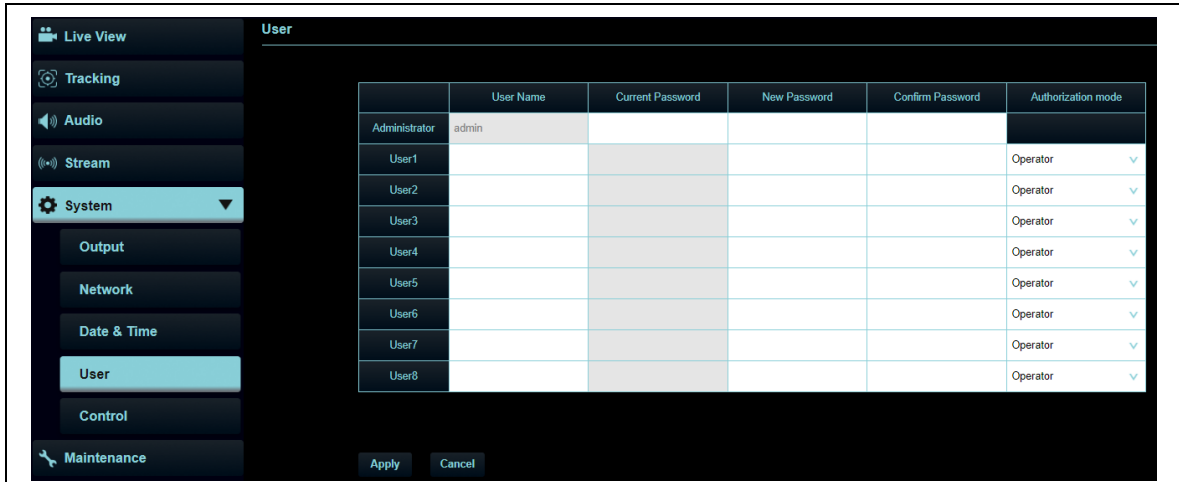 Live View
Tracking
Audio
Stream
System
Output
Network
Date & Time
User
Control
Maintenance
User
User Name Current Password New Password Confirm Password Authorization mode
Administrator admin
User1 Operator
User2 Operator
User3 Operator
User4 Operator
User5 Operator
User6 Operator
User7 Operator
User8 Operator
Apply Cancel